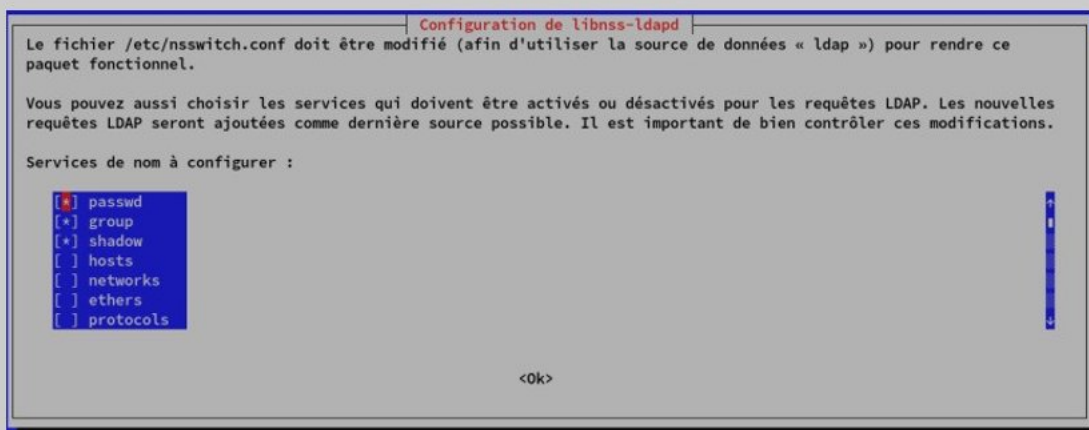 Configuration de libnss-ldapd
Le fichier /etc/nsswitch.conf doit être modifié (afin d'utiliser la source de données « ldap ») pour rendre ce
paquet fonctionnel.
Vous pouvez aussi choisir les services qui doivent être activés ou désactivés pour les requêtes LDAP. Les nouvelles
requêtes LDAP seront ajoutées comme dernière source possible. Il est important de bien contrôler ces modifications.
Services de nom à configurer :
[*] passwd
[*] group
[*] shadow
[ ] hosts
[ ] networks
[ ] ethers
[ ] protocols
<Ok>